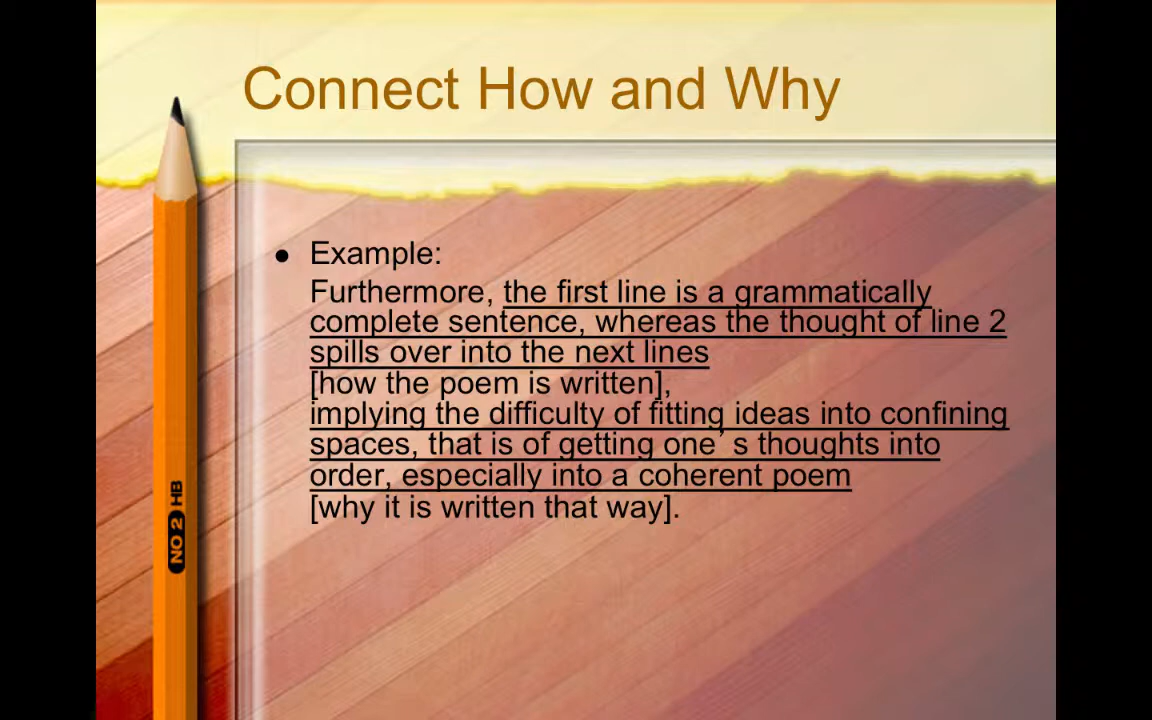 Connect How and Why
● Example:
Furthermore, the first line is a grammatically
complete sentence, whereas the thought of line 2
spills over into the next lines
[how the poem is written],
implying the difficulty of fitting ideas into confining
spaces, that is of getting one’ s thoughts into
order, especially into a coherent poem
[why it is written that way].
NO 2 HB